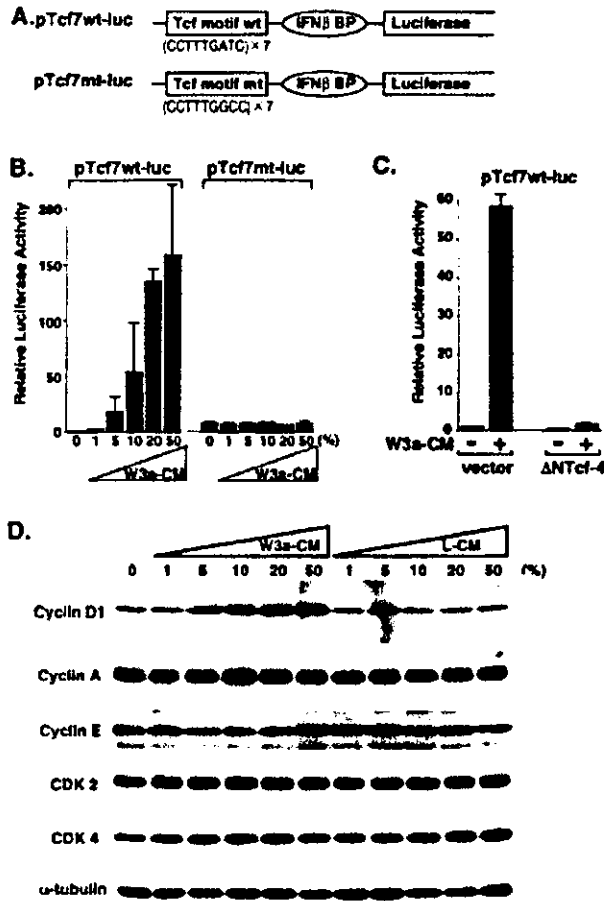 A. pTcf7wt-luc
Tcf motif wt
IFNβ BP
Luciferase
(CCTTTGATC) × 7
pTcf7mt-luc
Tcf motif mt
IFNβ BP
Luciferase
(CCTTTGGCC) × 7
B.
pTcf7wt-luc
pTcf7mt-luc
Relative Luciferase Activity
200
150
100
50
0
0 1 5 10 20 50 0 1 5 10 20 50 (%)
W3a-CM
W3a-CM
C.
pTcf7wt-luc
Relative Luciferase Activity
60
50
40
30
20
10
0
W3a-CM - + - +
vector
ΔNTcf-4
D.
W3a-CM
L-CM
0 1 5 10 20 50 1 5 10 20 50 (%)
Cyclin D1
Cyclin A
Cyclin E
CDK 2
CDK 4
α-tubulin